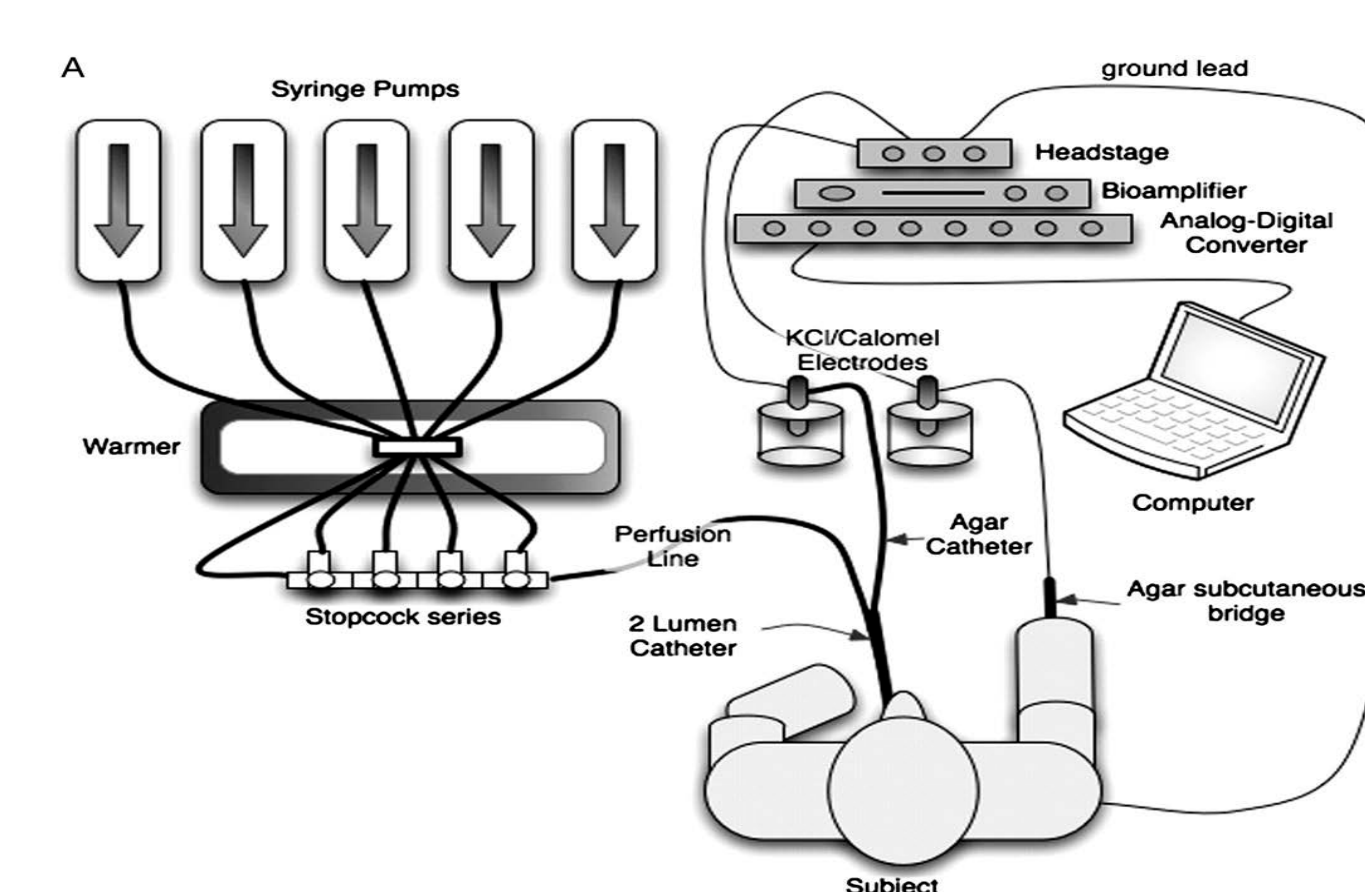 A
Syringe Pumps
ground lead
Headstage
Bioamplifier
Analog-Digital
Converter
KCl/Calomel
Electrodes
Warmer
Computer
Perfusion
Line
Agar
Catheter
Agar subcutaneous
bridge
Stopcock series
2 Lumen
Catheter
Subject